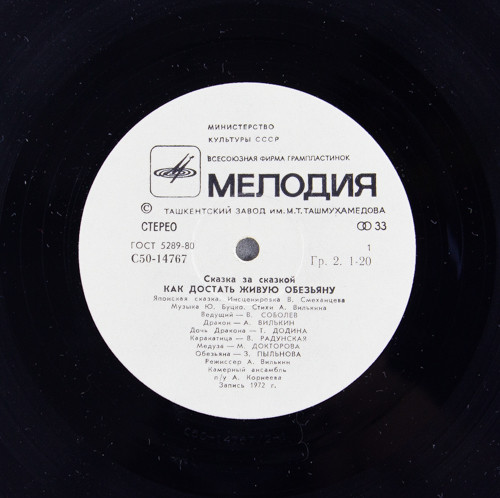 МИНИСТЕРСТВО
КУЛЬТУРЫ СССР
ВСЕСОЮЗНАЯ ФИРМА ГРАМПЛАСТИНОК
МЕЛОДИЯ
© ТАШКЕНТСКИЙ ЗАВОД ИМ. М.Т. ТАШМУХАМЕДОВА
СТЕРЕО 33
ГОСТ 5289-80 1
С50-14767 Гр. 2. 1-20
Сказка за сказкой
КАК ДОСТАТЬ ЖИВУЮ ОБЕЗЬЯНУ
Японская сказка. Инсценировка В. Смеханцева
Музыка Ю. Буцко. Стихи А. Вилькина
Ведущий — В. СОБОЛЕВ
Дракон — А. ВИЛЬКИН
Дочь Дракона — Г. ДОДИНА
Каракатица — В. РАДУНСКАЯ
Медуза — М. ДОКТОРОВА
Обезьяна — З. ПЫЛЬНОВА
Режиссер А. Вилькин
Камерный ансамбль
п/у А. Корнеева
Запись 1972 г.